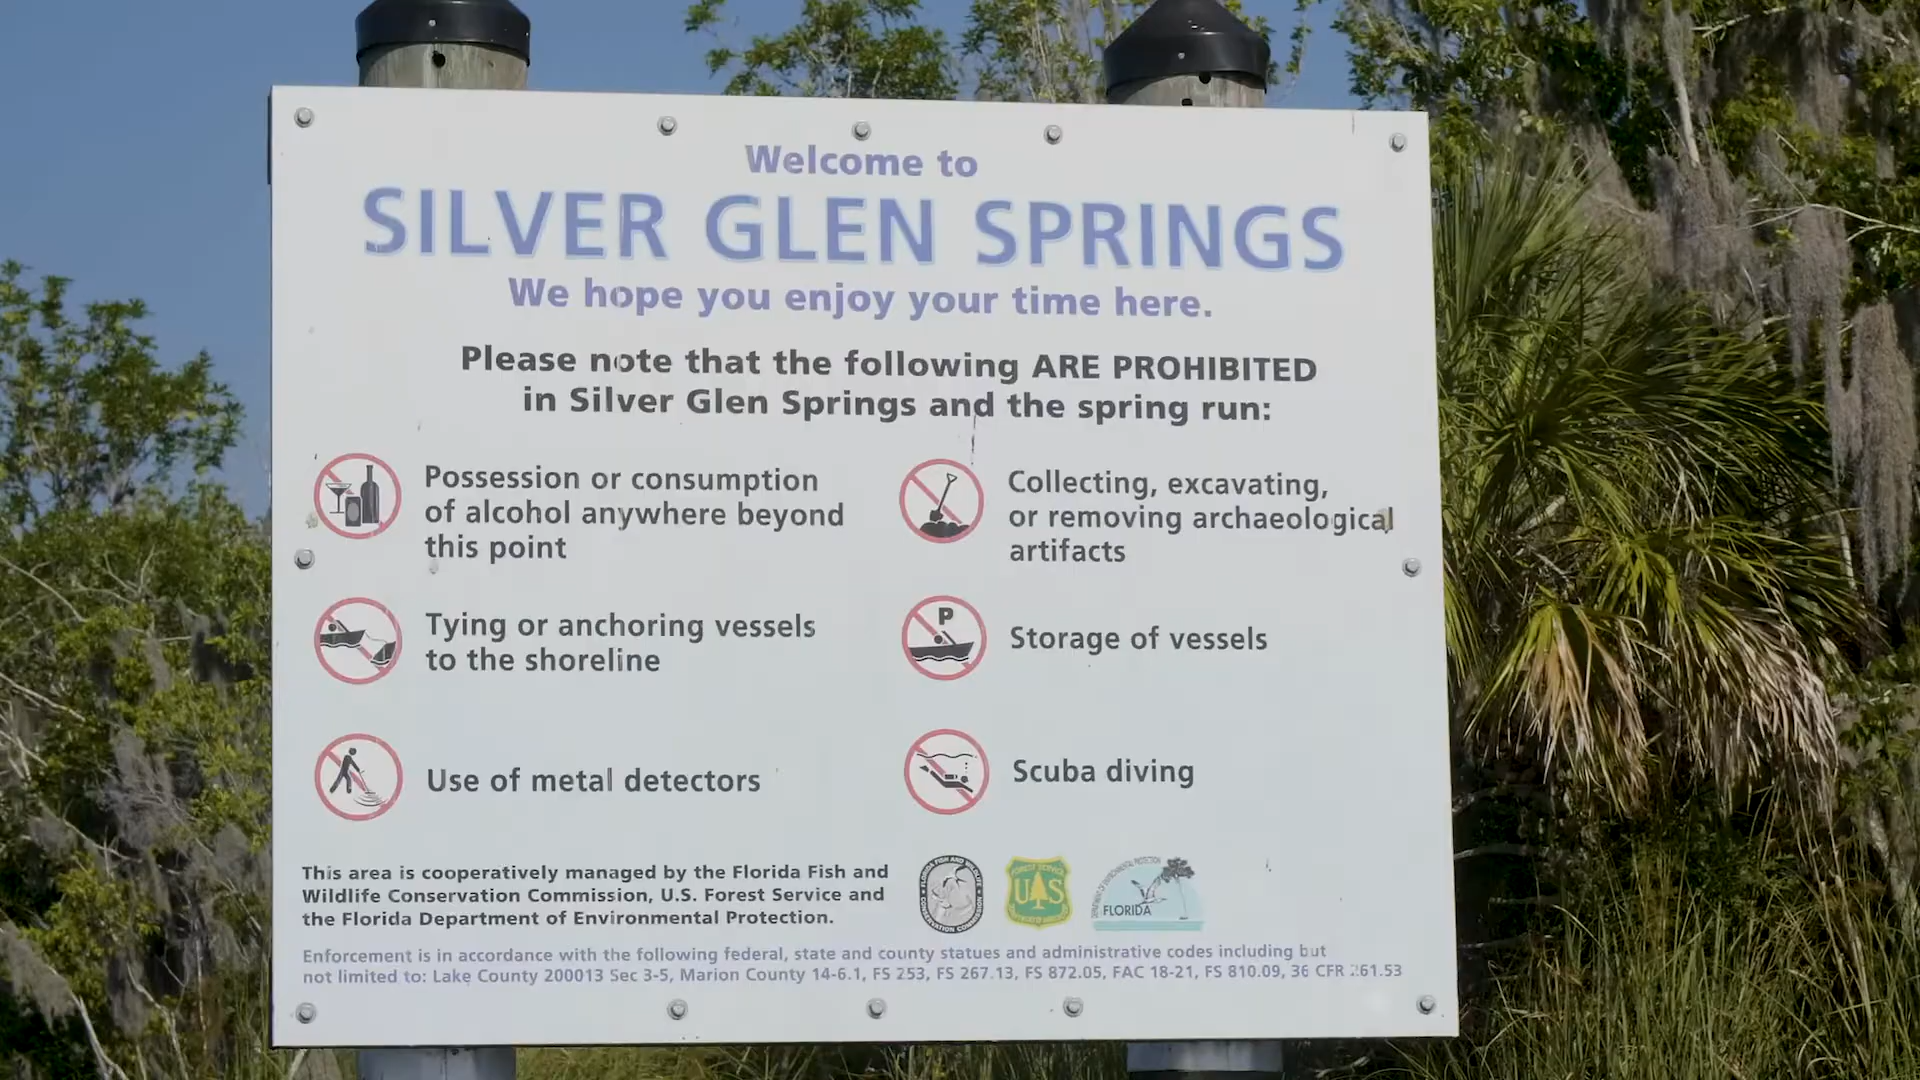 Welcome to
SILVER GLEN SPRINGS
We hope you enjoy your time here.
Please note that the following ARE PROHIBITED
in Silver Glen Springs and the spring run:
Possession or consumption
of alcohol anywhere beyond
this point
Collecting, excavating,
or removing archaeological
artifacts
Tying or anchoring vessels
to the shoreline
P
Storage of vessels
Use of metal detectors
Scuba diving
This area is cooperatively managed by the Florida Fish and
Wildlife Conservation Commission, U.S. Forest Service and
the Florida Department of Environmental Protection.
FOREST SERVICE
U S
FLORIDA
Enforcement is in accordance with the following federal, state and county statues and administrative codes including but
not limited to: Lake County 200013 Sec 3-5, Marion County 14-6.1, FS 253, FS 267.13, FS 872.05, FAC 18-21, FS 810.09, 36 CFR 261.53